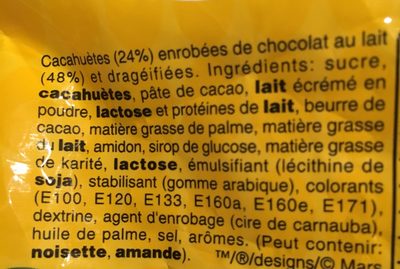 Cacahuètes (24%) enrobées de chocolat au lait
(48%) et dragéifiées. Ingrédients: sucre,
cacahuètes, pâte de cacao, lait écrémé en
poudre, lactose et protéines de lait, beurre de
cacao, matière grasse de palme, matière grasse
du lait, amidon, sirop de glucose, matière grasse
de karité, lactose, émulsifiant (lécithine de
soja), stabilisant (gomme arabique), colorants
(E100, E120, E133, E160a, E160e, E171),
dextrine, agent d'enrobage (cire de carnauba),
huile de palme, sel, arômes. (Peut contenir:
noisette, amande). ™/®/designs/© Mars